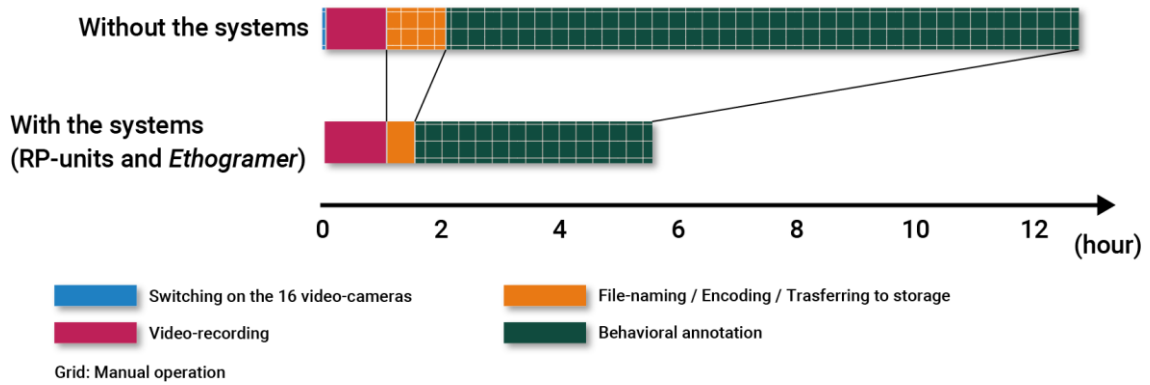 Without the systems
With the systems
(RP-units and Ethogramer)
0 2 4 6 8 10 12
(hour)
Switching on the 16 video-cameras
File-naming / Encoding / Trasferring to storage
Video-recording
Behavioral annotation
Grid: Manual operation